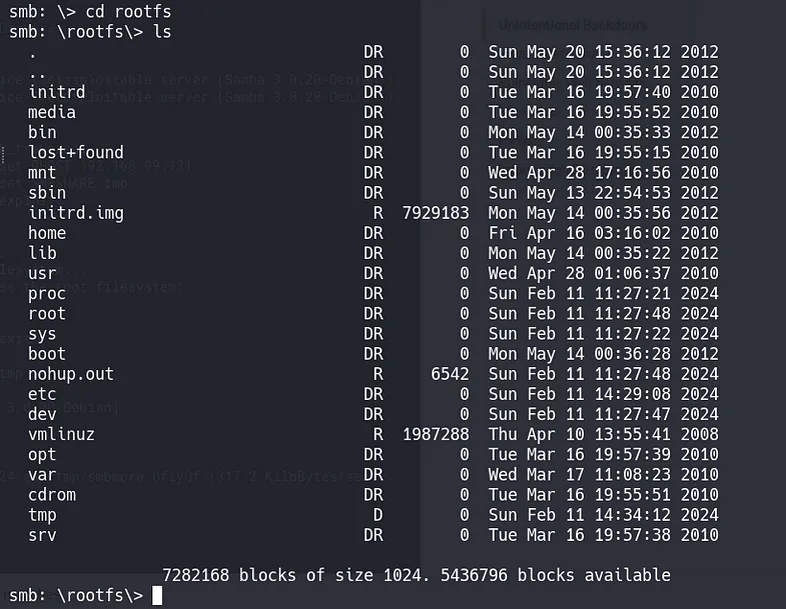 smb: \> cd rootfs
smb: \rootfs\> ls
. DR 0 Sun May 20 15:36:12 2012
.. DR 0 Sun May 20 15:36:12 2012
initrd DR 0 Tue Mar 16 19:57:40 2010
media DR 0 Tue Mar 16 19:55:52 2010
bin DR 0 Mon May 14 00:35:33 2012
lost+found DR 0 Tue Mar 16 19:55:15 2010
mnt DR 0 Wed Apr 28 17:16:56 2010
sbin DR 0 Sun May 13 22:54:53 2012
initrd.img R 7929183 Mon May 14 00:35:56 2012
home DR 0 Fri Apr 16 03:16:02 2010
lib DR 0 Mon May 14 00:35:22 2012
usr DR 0 Wed Apr 28 01:06:37 2010
proc DR 0 Sun Feb 11 11:27:21 2024
root DR 0 Sun Feb 11 11:27:48 2024
sys DR 0 Sun Feb 11 11:27:22 2024
boot DR 0 Mon May 14 00:36:28 2012
nohup.out R 6542 Sun Feb 11 11:27:48 2024
etc DR 0 Sun Feb 11 14:29:08 2024
dev DR 0 Sun Feb 11 11:27:47 2024
vmlinuz R 1987288 Thu Apr 10 13:55:41 2008
opt DR 0 Tue Mar 16 19:57:39 2010
var DR 0 Wed Mar 17 11:08:23 2010
cdrom DR 0 Tue Mar 16 19:55:51 2010
tmp D 0 Sun Feb 11 14:34:12 2024
srv DR 0 Tue Mar 16 19:57:38 2010
7282168 blocks of size 1024. 5436796 blocks available
smb: \rootfs\>
Unintentional Backdoors